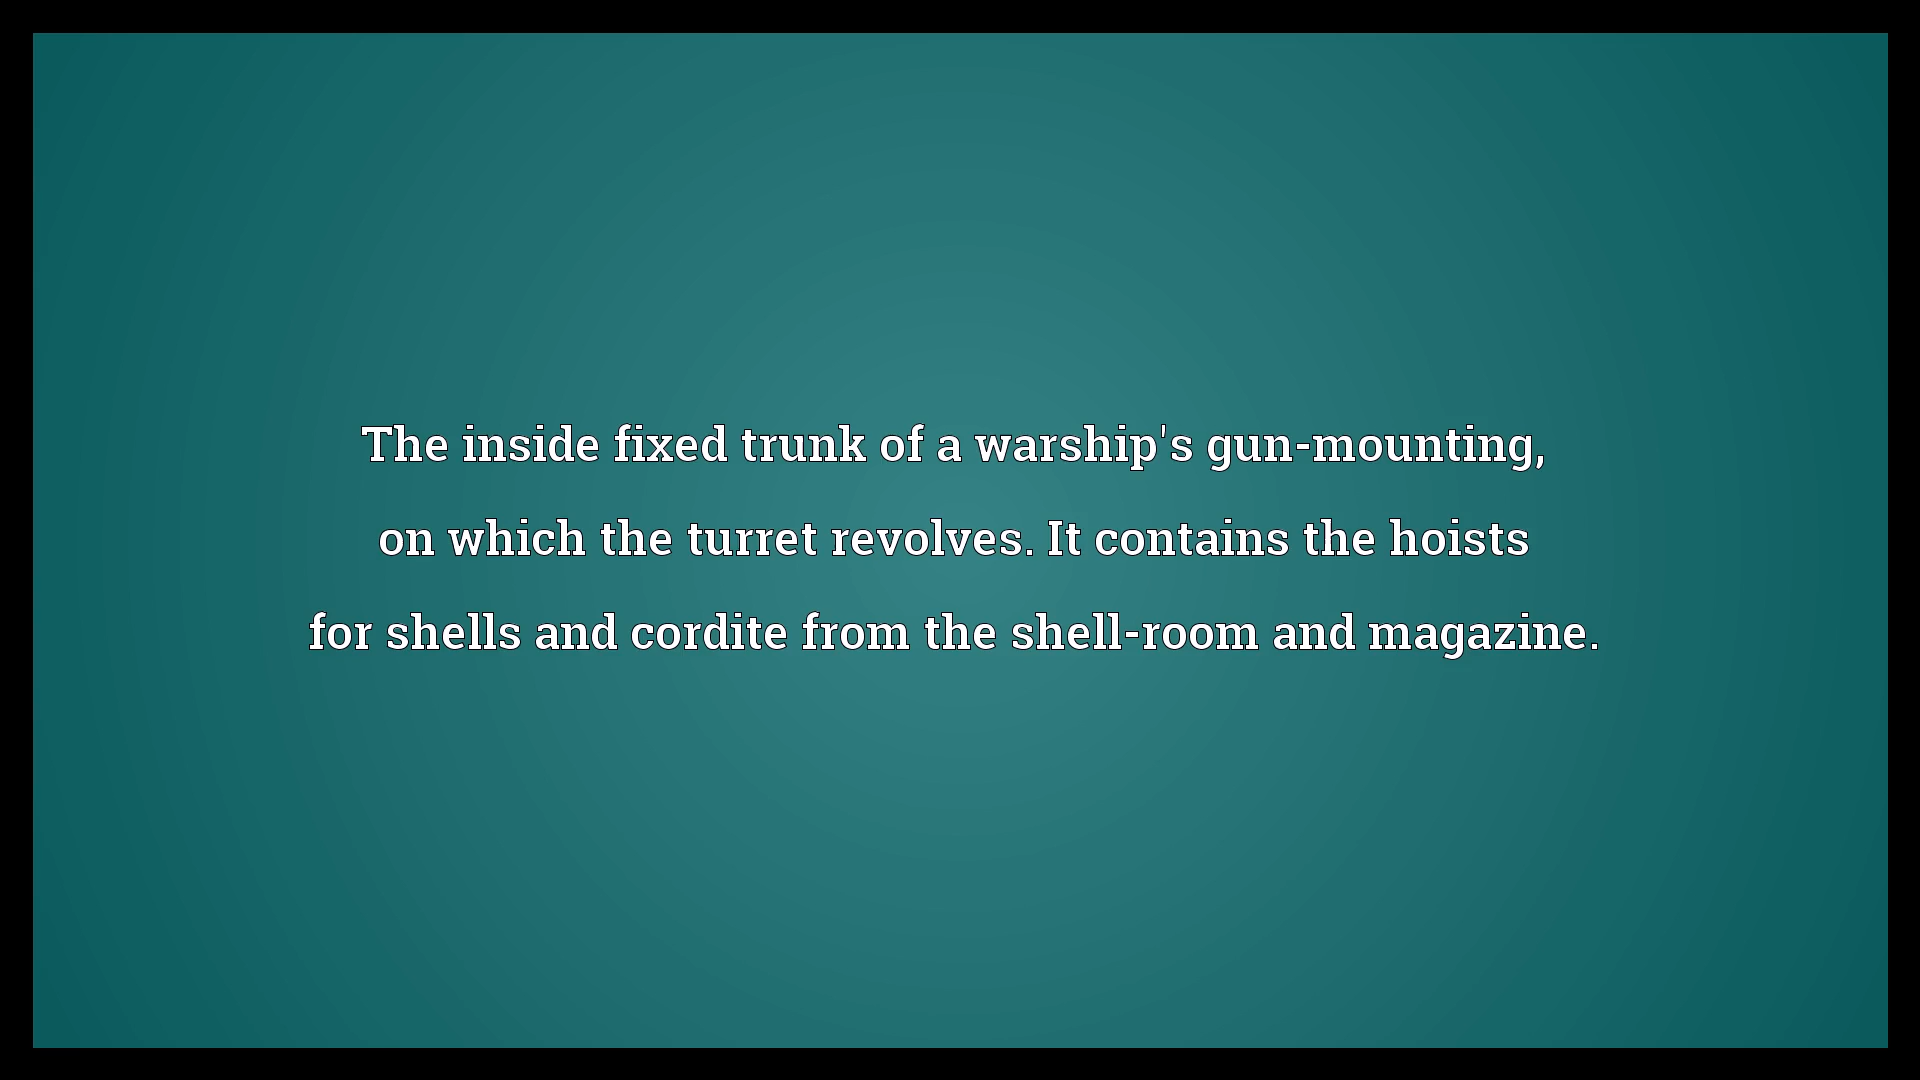 The inside fixed trunk of a warship's gun-mounting,
on which the turret revolves. It contains the hoists
for shells and cordite from the shell-room and magazine.